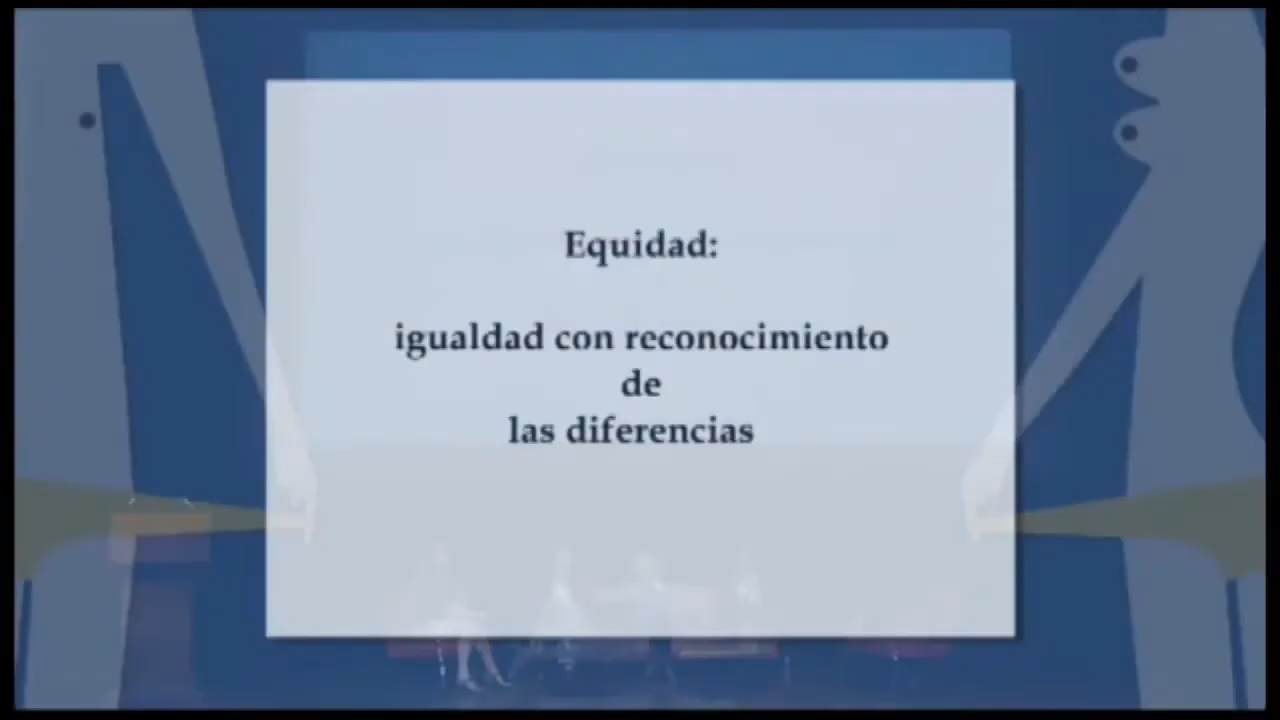 Equidad:
igualdad con reconocimiento
de
las diferencias